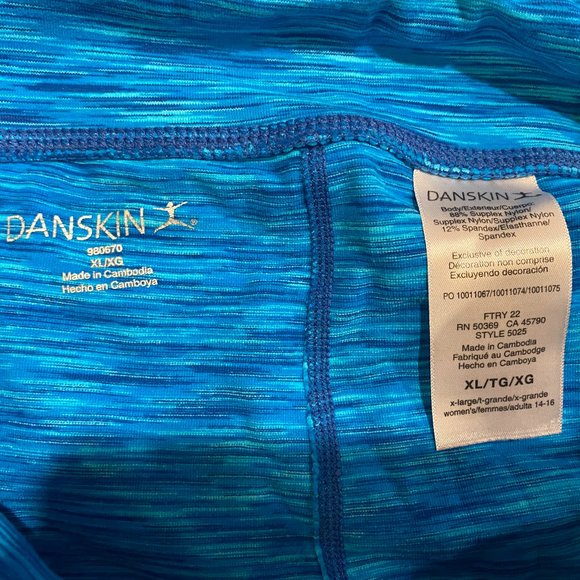 DANSKIN
980670
XL/XG
Made in Cambodia
Hecho en Camboya
DANSKIN
Body/Exterieur/Cuerpo:
88% Supplex Nylon/Nylon
Supplex/Supplex Nylon
12% Spandex/Elasthanne/
Spandex
Exclusive of decoration
Décoration non comprise
Excluyendo decoración
PO 10011067/10011074/10011075
FTRY 22
RN 50369 CA 45790
STYLE 5025
Made in Cambodia
Fabriqué au Cambodge
Hecho en Camboya
XL/TG/XG
x-large/t-grande/x-grande
women's/femmes/adulta 14-16